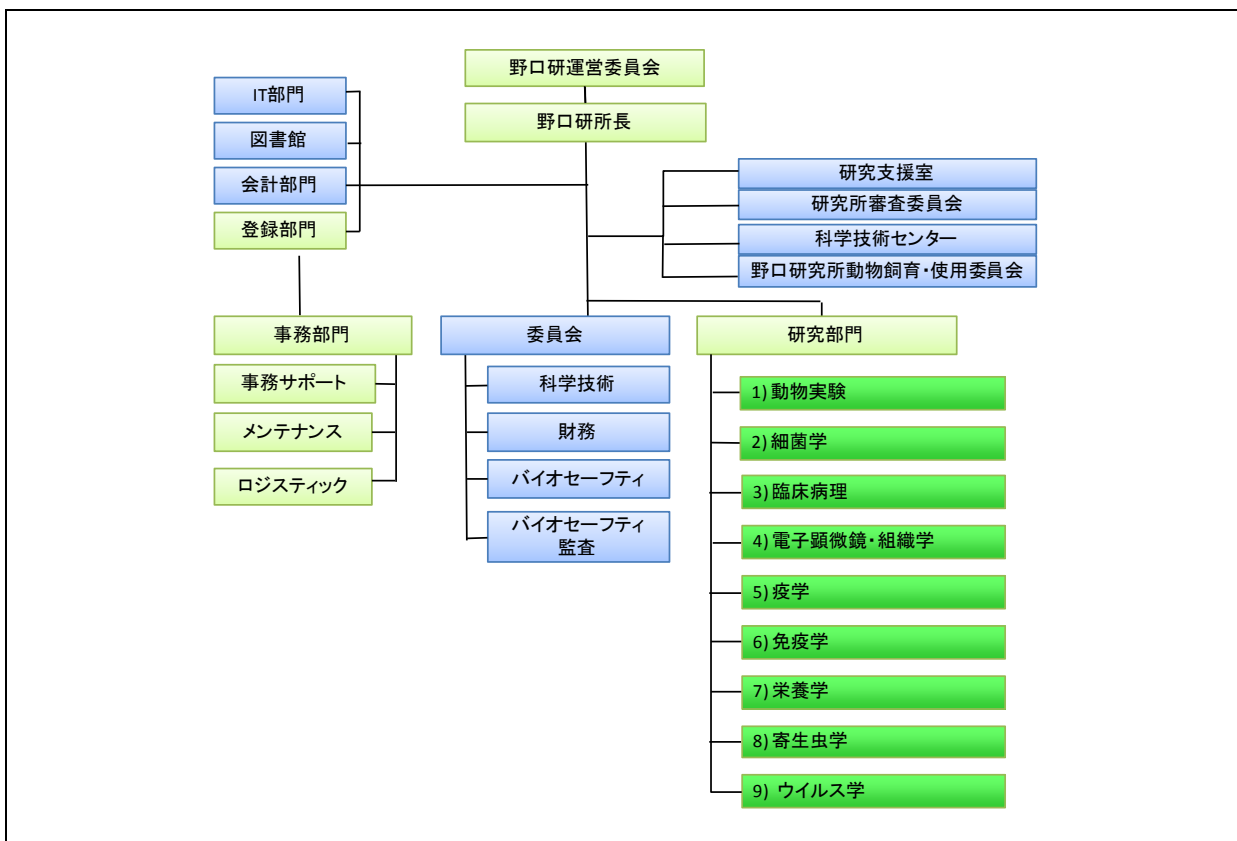 野口研運営委員会
野口研所長
IT部門
図書館
会計部門
登録部門
研究支援室
研究所審査委員会
科学技術センター
野口研究所動物飼育・使用委員会
事務部門
事務サポート
メンテナンス
ロジスティック
委員会
科学技術
財務
バイオセーフティ
バイオセーフティ
監査
研究部門
1) 動物実験
2) 細菌学
3) 臨床病理
4) 電子顕微鏡・組織学
5) 疫学
6) 免疫学
7) 栄養学
8) 寄生虫学
9) ウイルス学